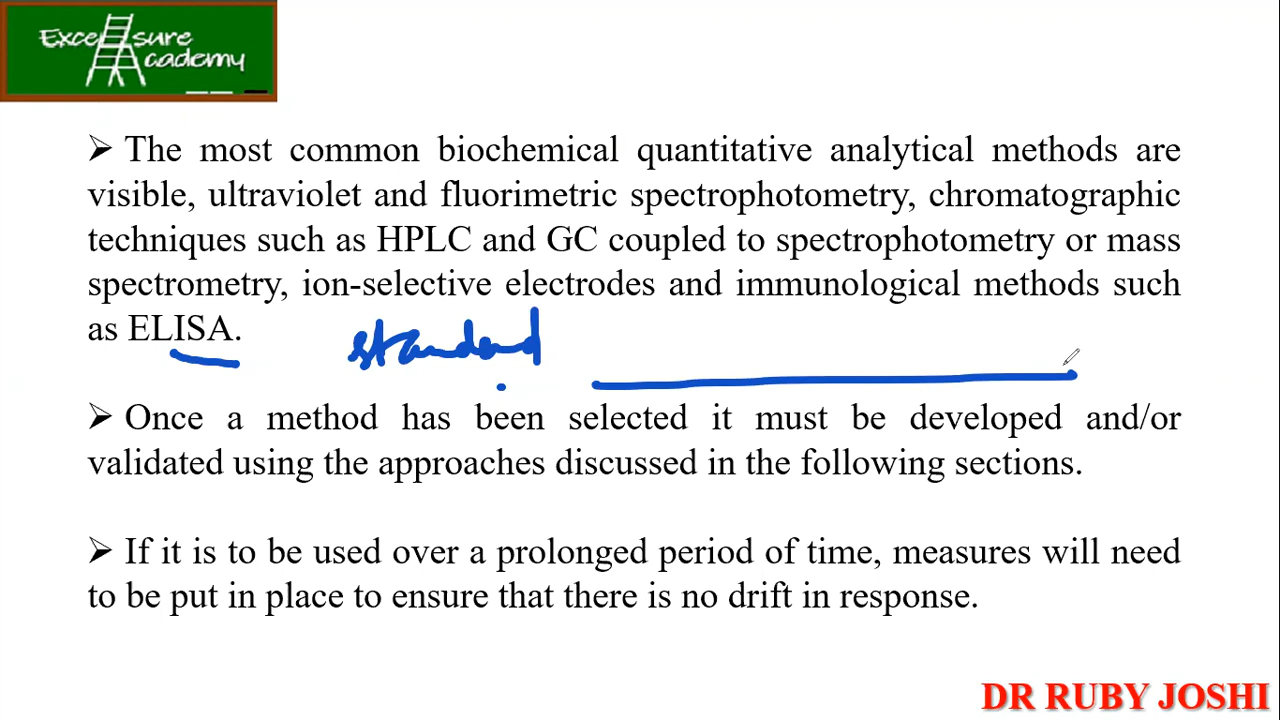 Excel sure
Academy
➢ The most common biochemical quantitative analytical methods are
visible, ultraviolet and fluorimetric spectrophotometry, chromatographic
techniques such as HPLC and GC coupled to spectrophotometry or mass
spectrometry, ion-selective electrodes and immunological methods such
as ELISA.
standard
➢ Once a method has been selected it must be developed and/or
validated using the approaches discussed in the following sections.
➢ If it is to be used over a prolonged period of time, measures will need
to be put in place to ensure that there is no drift in response.
DR RUBY JOSHI